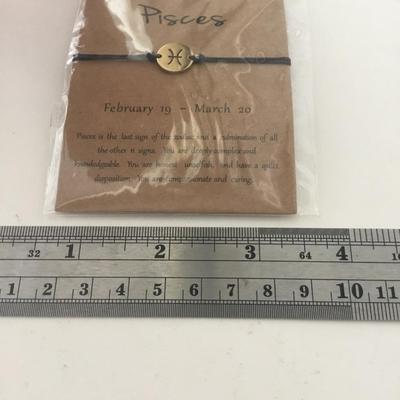 Pisces
♓
February 19 - March 20
Pisces is the last sign of the zodiac and a culmination of all
the other n signs. You are deeply complex and
knowledgeable. You are honest unselfish, and have a quiet
disposition. You are compassionate and caring.
32 1 2 3 64 4
1 2 3 4 5 6 7 8 9 10 11